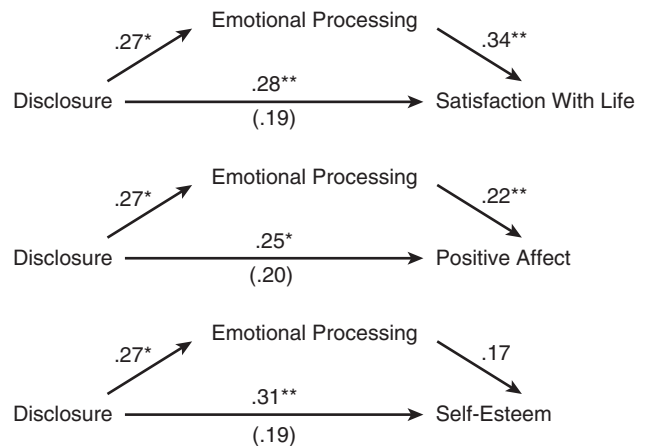 Emotional Processing
.27*
.34**
.28**
Disclosure
Satisfaction With Life
(.19)
Emotional Processing
.27*
.22**
.25*
Disclosure
Positive Affect
(.20)
Emotional Processing
.27*
.17
.31**
Disclosure
Self-Esteem
(.19)